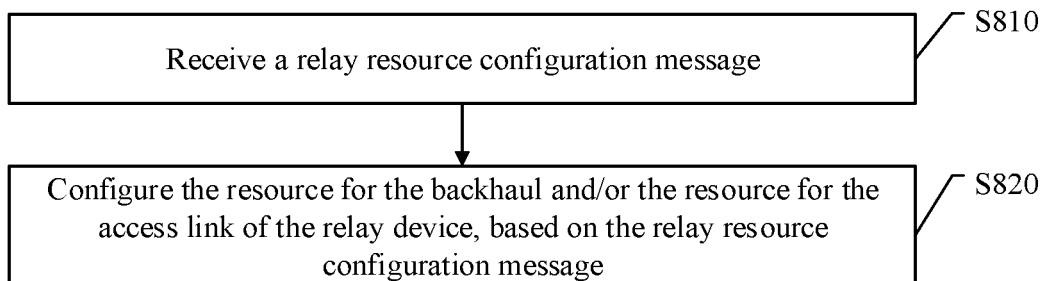 S810
Receive a relay resource configuration message
S820
Configure the resource for the backhaul and/or the resource for the
access link of the relay device, based on the relay resource
configuration message